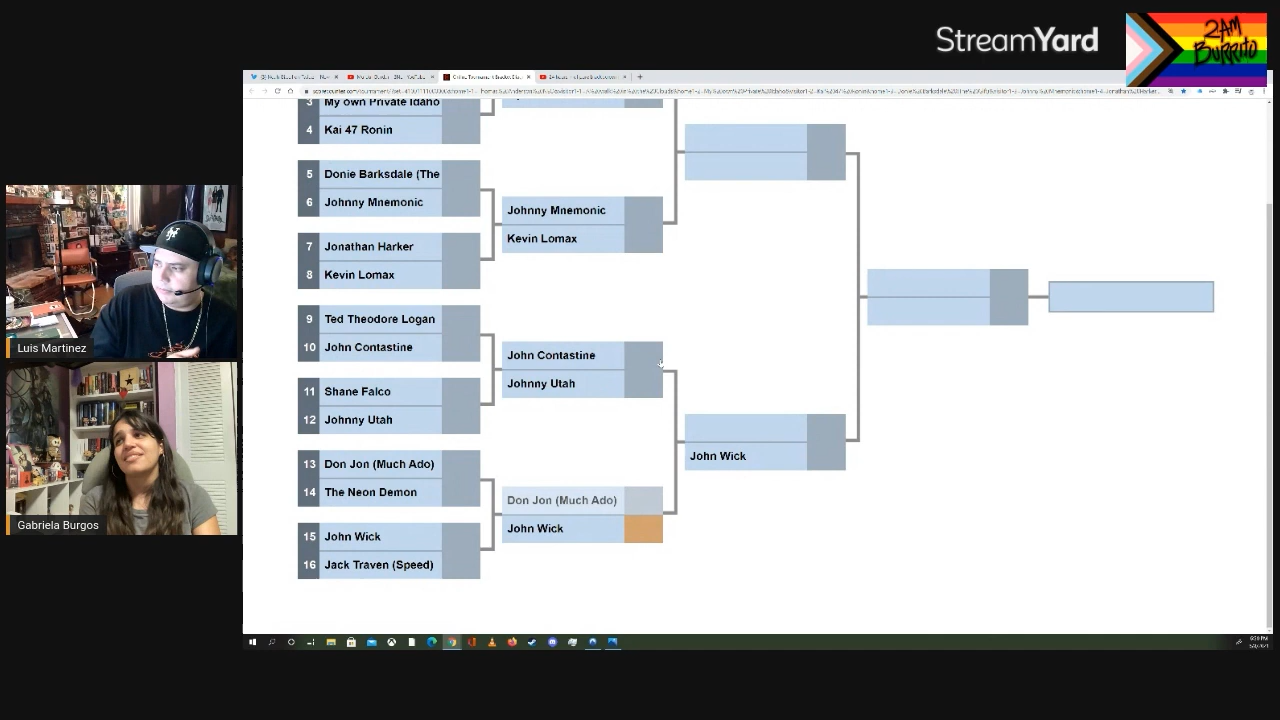 StreamYard
2AM
BURRITO
3 My own Private Idaho
4 Kai 47 Ronin
5 Donie Barksdale (The
6 Johnny Mnemonic
Johnny Mnemonic
Kevin Lomax
7 Jonathan Harker
8 Kevin Lomax
9 Ted Theodore Logan
10 John Contastine
John Contastine
Johnny Utah
11 Shane Falco
12 Johnny Utah
John Wick
13 Don Jon (Much Ado)
14 The Neon Demon
Don Jon (Much Ado)
John Wick
15 John Wick
16 Jack Traven (Speed)
Luis Martinez
Gabriela Burgos